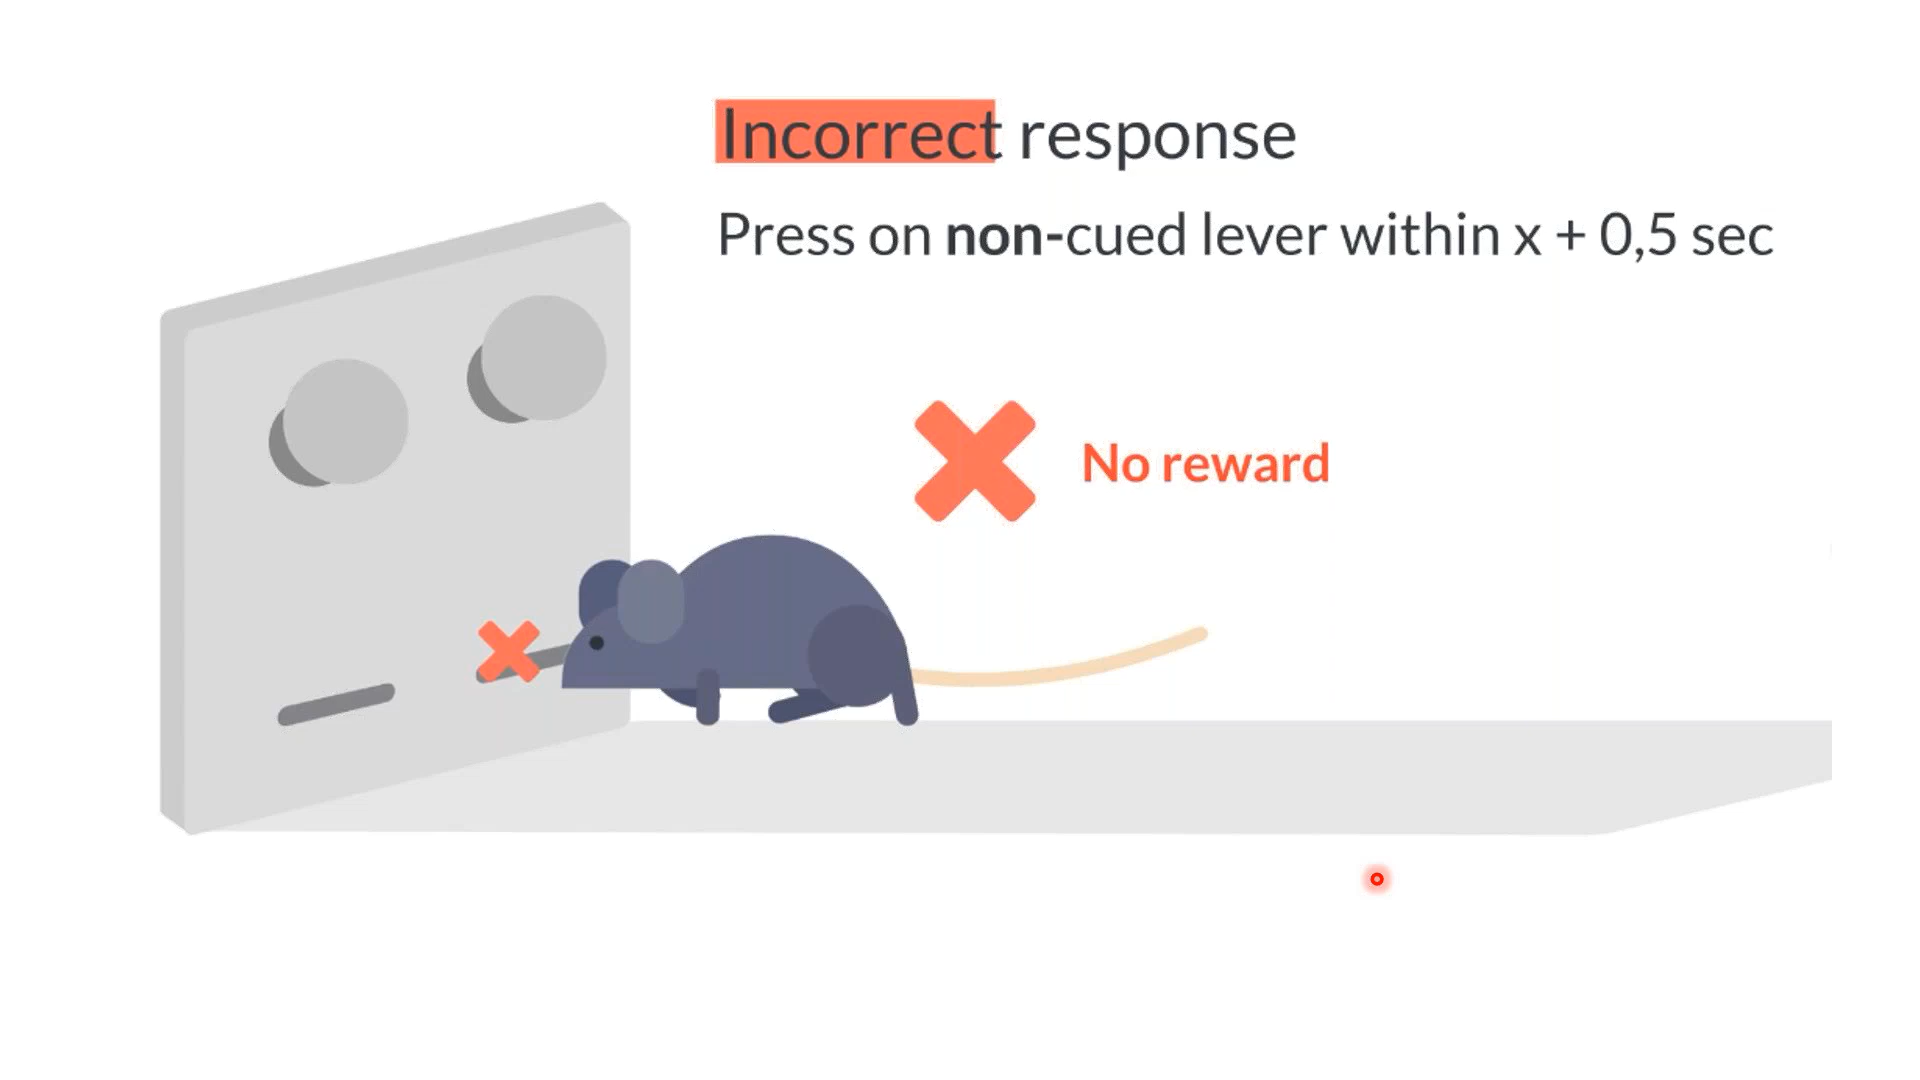 Incorrect response
Press on non-cued lever within x + 0,5 sec
No reward